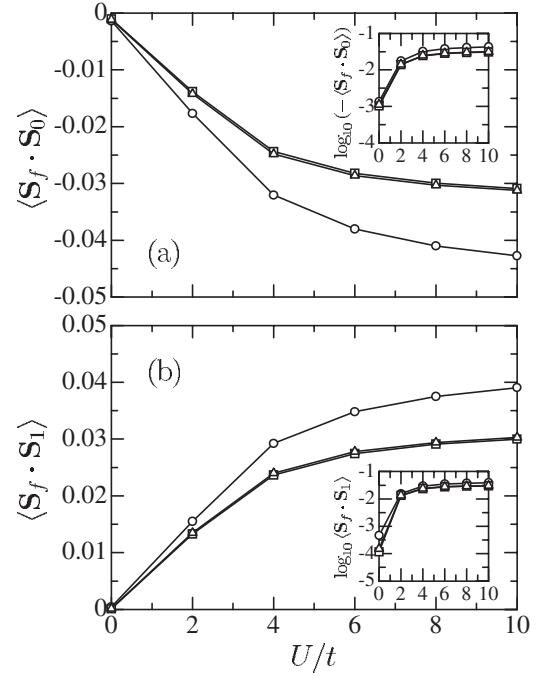 0
-0.01
-0.02
-0.03
-0.04
-0.05
⟨S_f · S_0⟩
(a)
log₁₀(−⟨S_f · S_0⟩)
-1
-2
-3
-4
0 2 4 6 8 10
0.05
0.04
0.03
0.02
0.01
0
⟨S_f · S_1⟩
(b)
log₁₀⟨S_f · S_1⟩
-1
-2
-3
-4
-5
0 2 4 6 8 10
0 2 4 6 8 10
U/t